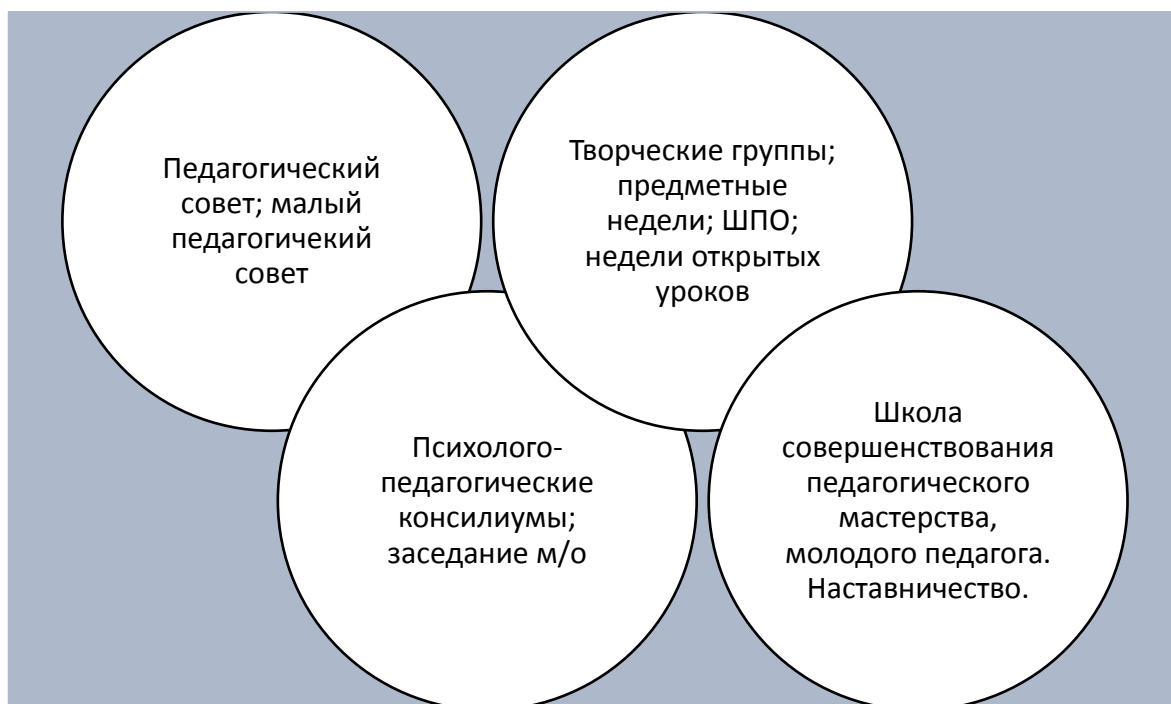 Педагогический
совет; малый
педагогичекий
совет
Творческие группы;
предметные
недели; ШПО;
недели открытых
уроков
Психолого-
педагогические
консилиумы;
заседание м/о
Школа
совершенствования
педагогического
мастерства,
молодого педагога.
Наставничество.